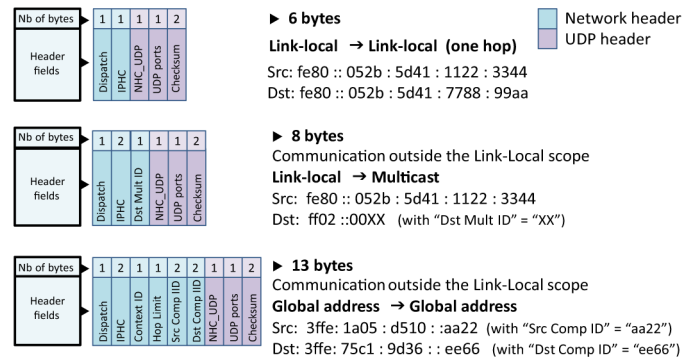 Nb of bytes 1 1 1 1 2
Header fields
Dispatch
IPHC
NHC_UDP
UDP ports
Checksum
► 6 bytes
Link-local → Link-local (one hop)
Src: fe80 :: 052b : 5d41 : 1122 : 3344
Dst: fe80 :: 052b : 5d41 : 7788 : 99aa
Network header
UDP header
Nb of bytes 1 2 1 1 1 2
Header fields
Dispatch
IPHC
Dst Mult ID
NHC_UDP
UDP ports
Checksum
► 8 bytes
Communication outside the Link-Local scope
Link-local → Multicast
Src: fe80 :: 052b : 5d41 : 1122 : 3344
Dst: ff02 ::00XX (with “Dst Mult ID” = “XX”)
Nb of bytes 1 2 1 1 2 2 1 1 2
Header fields
Dispatch
IPHC
Context ID
Hop Limit
Src Comp IID
Dst Comp IID
NHC_UDP
UDP ports
Checksum
► 13 bytes
Communication outside the Link-Local scope
Global address → Global address
Src: 3ffe: 1a05 : d510 : :aa22 (with “Src Comp ID” = “aa22”)
Dst: 3ffe: 75c1 : 9d36 : : ee66 (with “Dst Comp ID” = “ee66”)